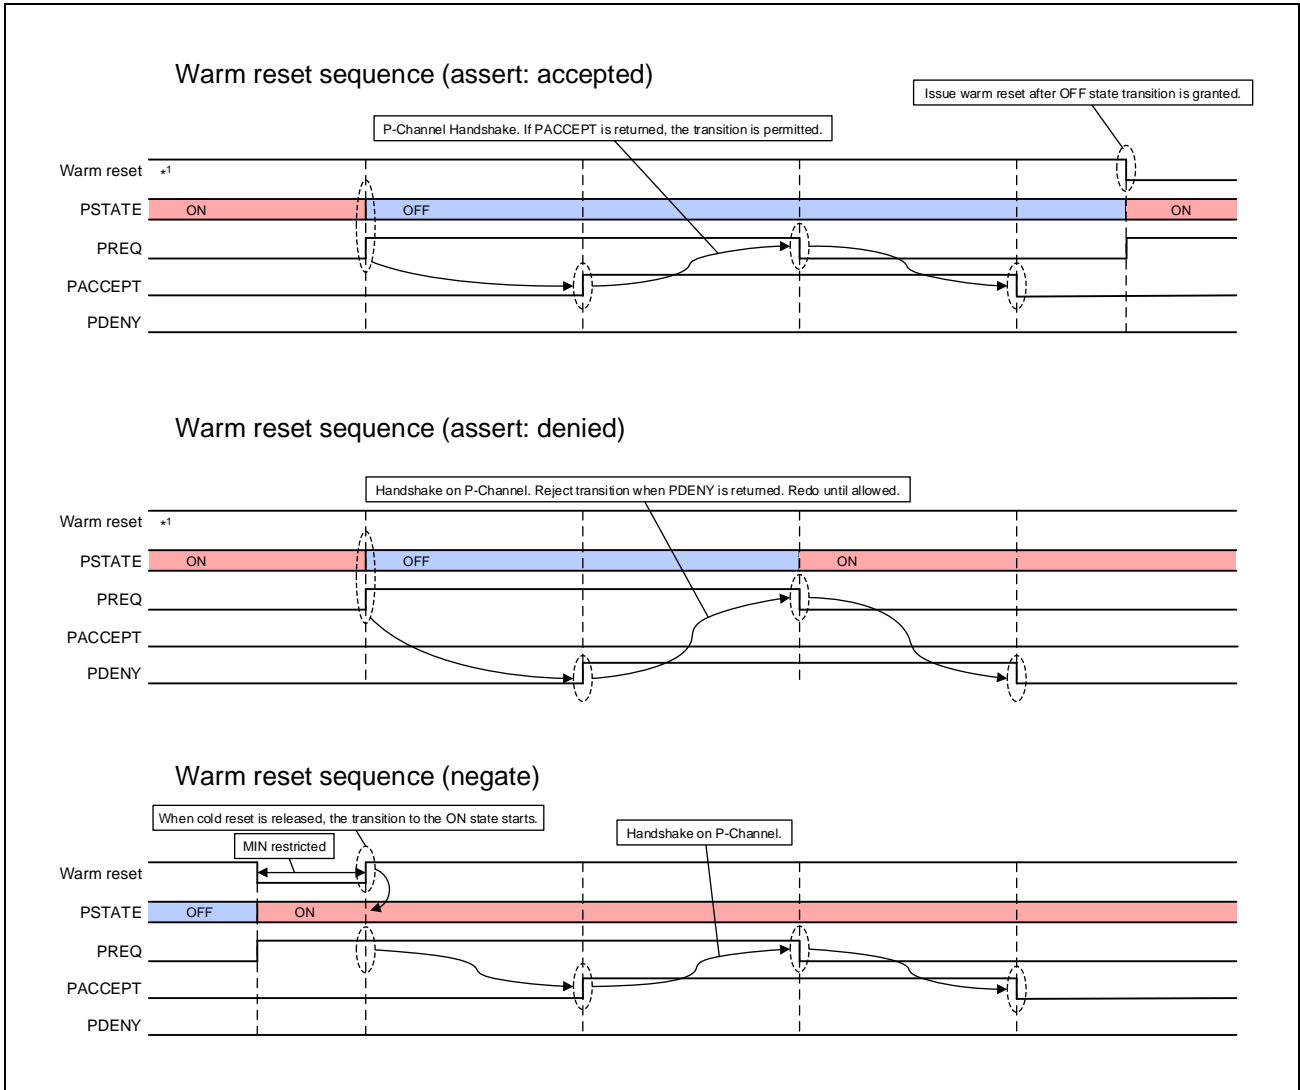 Warm reset sequence (assert: accepted)
Issue warm reset after OFF state transition is granted.
P-Channel Handshake. If PACCEPT is returned, the transition is permitted.
Warm reset *1
PSTATE ON OFF ON
PREQ
PACCEPT
PDENY
Warm reset sequence (assert: denied)
Handshake on P-Channel. Reject transition when PDENY is returned. Redo until allowed.
Warm reset *1
PSTATE ON OFF ON
PREQ
PACCEPT
PDENY
Warm reset sequence (negate)
When cold reset is released, the transition to the ON state starts.
Handshake on P-Channel.
MIN restricted
Warm reset
PSTATE OFF ON
PREQ
PACCEPT
PDENY